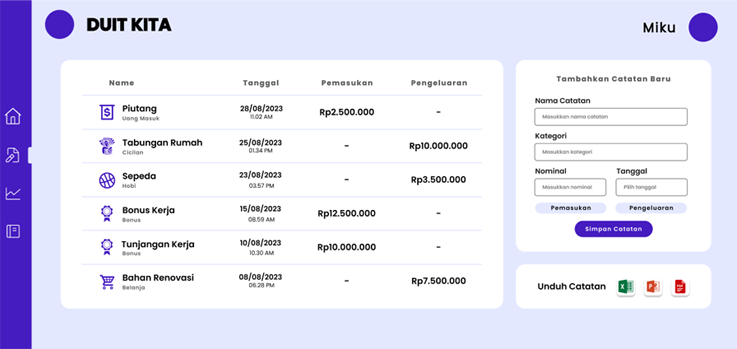 DUIT KITA
Miku
Name Tanggal Pemasukan Pengeluaran
Piutang 28/08/2023 Rp2.500.000 -
Uang Masuk 11.02 AM
Tabungan Rumah 25/08/2023 - Rp10.000.000
Cicilan 01.34 PM
Sepeda 23/08/2023 - Rp3.500.000
Hobi 03.57 PM
Bonus Kerja 15/08/2023 Rp12.500.000 -
Bonus 08.59 AM
Tunjangan Kerja 10/08/2023 Rp10.000.000 -
Bonus 10.30 AM
Bahan Renovasi 08/08/2023 - Rp7.500.000
Belanja 06.28 PM
Tambahkan Catatan Baru
Nama Catatan
Masukkan nama catatan
Kategori
Masukkan kategori
Nominal Tanggal
Masukkan nominal Pilih tanggal
Pemasukan Pengeluaran
Simpan Catatan
Unduh Catatan